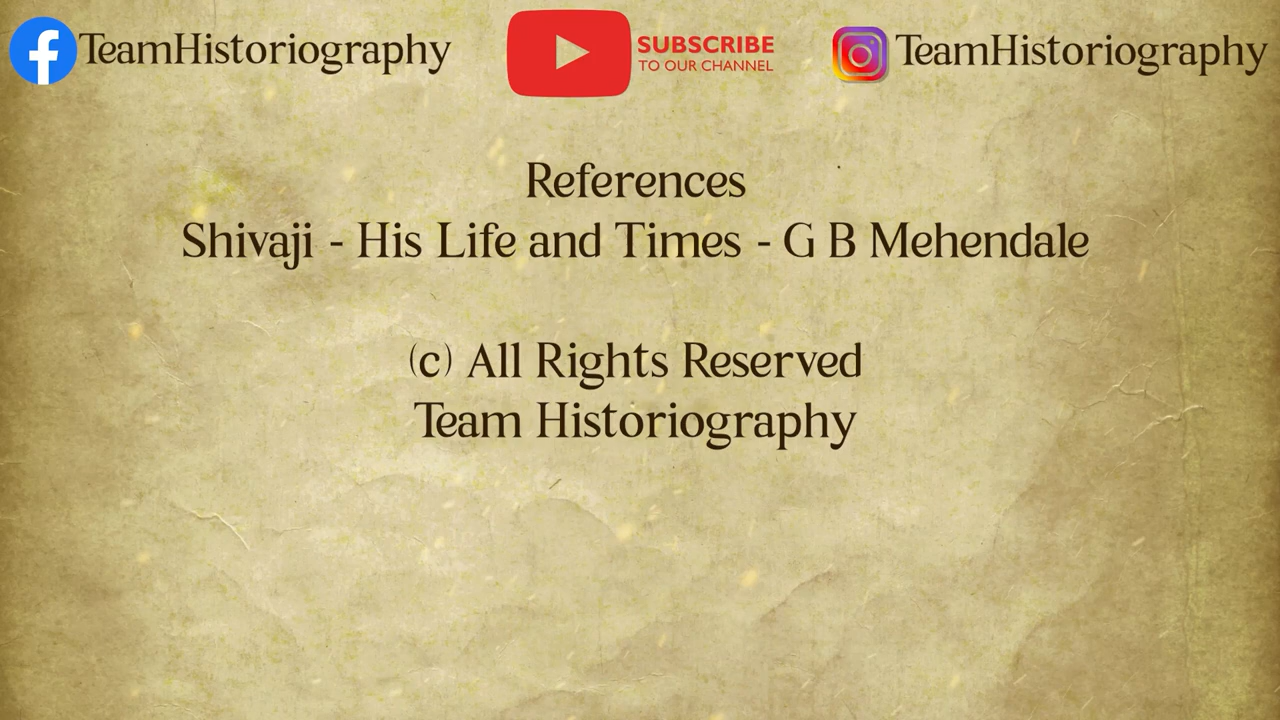 TeamHistoriography
SUBSCRIBE
TO OUR CHANNEL
TeamHistoriography
References
Shivaji - His Life and Times - G B Mehendale
(c) All Rights Reserved
Team Historiography